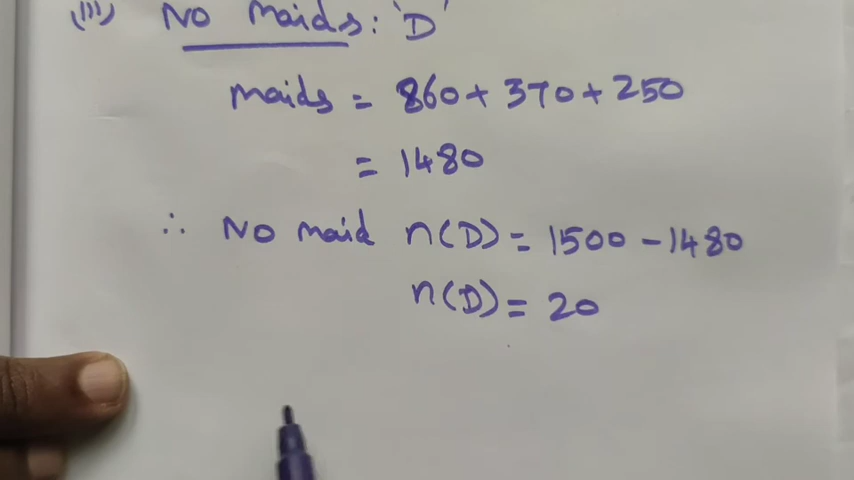 (iii) No maids: 'D'
maids = 860 + 370 + 250
= 1480
∴ No maid n(D) = 1500 - 1480
n(D) = 20